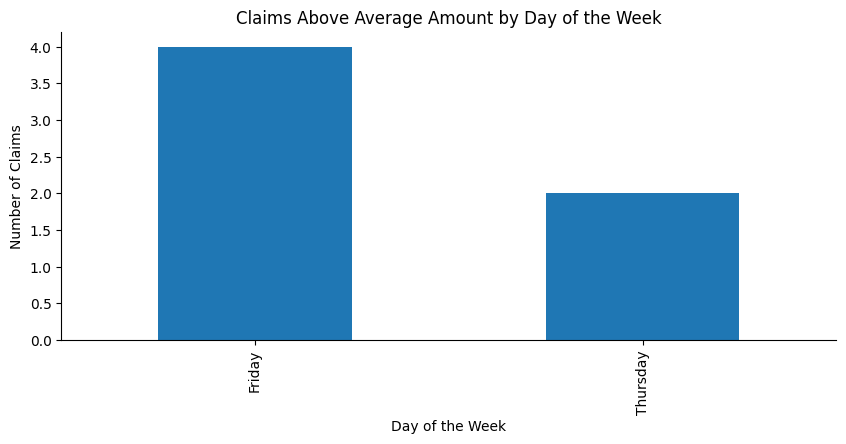 Claims Above Average Amount by Day of the Week
Number of Claims
4.0
3.5
3.0
2.5
2.0
1.5
1.0
0.5
0.0
Friday
Thursday
Day of the Week